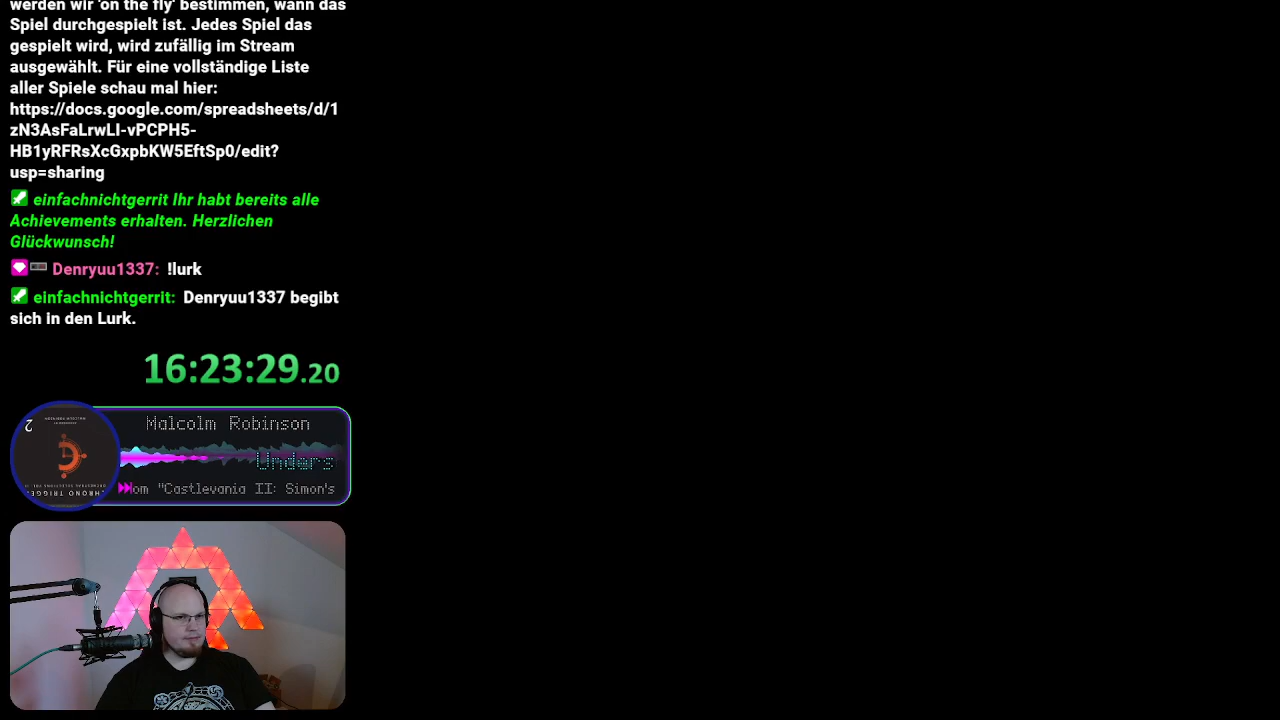 werden wir 'on the fly' bestimmen, wann das
Spiel durchgespielt ist. Jedes Spiel das
gespielt wird, wird zufällig im Stream
ausgewählt. Für eine vollständige Liste
aller Spiele schau mal hier:
https://docs.google.com/spreadsheets/d/1
zN3AsFaLrwLI-vPCPH5-
HB1yRFRsXcGxpbKW5EftSp0/edit?
usp=sharing
einfachnichtgerrit Ihr habt bereits alle
Achievements erhalten. Herzlichen
Glückwunsch!
Denryuu1337: !lurk
einfachnichtgerrit: Denryuu1337 begibt
sich in den Lurk.
16:23:29.20
Malcolm Robinson
Unders
om "Castlevania II: Simon's
2